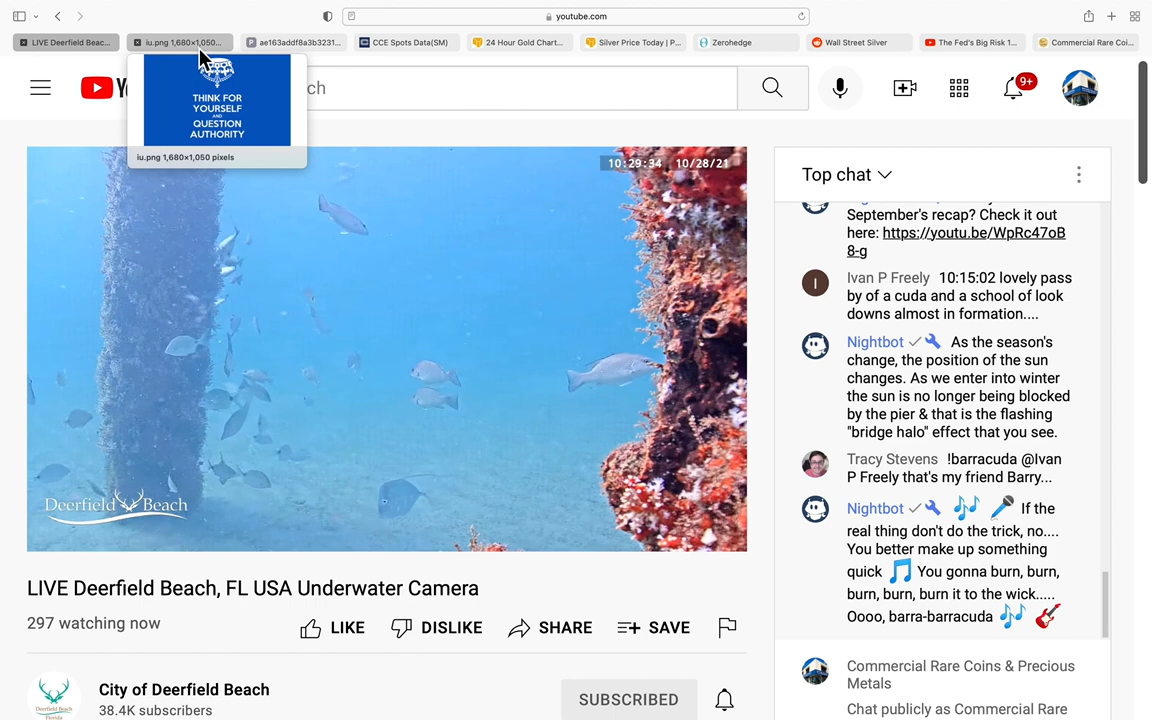 youtube.com
LIVE Deerfield Beac...
iu.png 1,680×1,050...
ae163addf8a3b3231...
CCE Spots Data(SM)
24 Hour Gold Chart...
Silver Price Today | P...
Zerohedge
Wall Street Silver
The Fed's Big Risk 1...
Commercial Rare Coi...
9+
THINK FOR
YOURSELF
AND
QUESTION
AUTHORITY
iu.png 1,680×1,050 pixels
10:29:34 10/28/21
Deerfield Beach
LIVE Deerfield Beach, FL USA Underwater Camera
297 watching now
LIKE
DISLIKE
SHARE
SAVE
City of Deerfield Beach
38.4K subscribers
SUBSCRIBED
Top chat
September's recap? Check it out
here: https://youtu.be/WpRc47oB
8-g
Ivan P Freely 10:15:02 lovely pass
by of a cuda and a school of look
downs almost in formation....
Nightbot As the season's
change, the position of the sun
changes. As we enter into winter
the sun is no longer being blocked
by the pier & that is the flashing
"bridge halo" effect that you see.
Tracy Stevens !barracuda @Ivan
P Freely that's my friend Barry...
Nightbot 🎶 🎤 If the
real thing don't do the trick, no....
You better make up something
quick 🎵 You gonna burn, burn,
burn, burn, burn it to the wick.....
Oooo, barra-barracuda 🎶 🎸
Commercial Rare Coins & Precious
Metals
Chat publicly as Commercial Rare